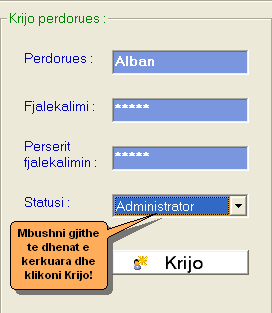 Krijo perdorues :
Perdorues : Alban
Fjalekalimi : *****
Perserit
fjalekalimin : *****
Statusi : Administrator
Mbushni gjithe
te dhenat e
kerkuara dhe
klikoni Krijo!
Krijo